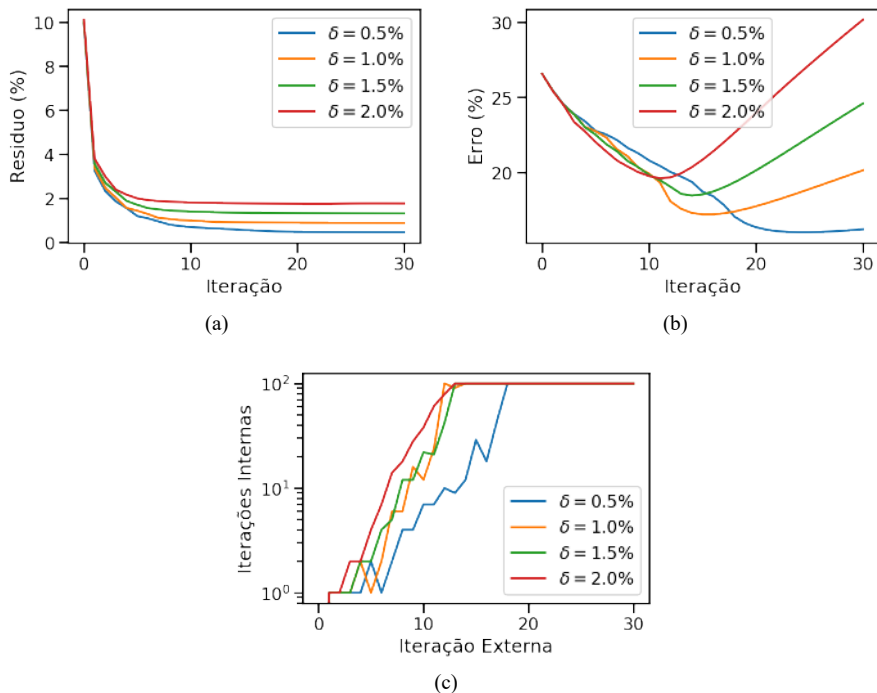 10
8
6
4
2
0
Resíduo (%)
δ = 0.5%
δ = 1.0%
δ = 1.5%
δ = 2.0%
0
10
20
30
Iteração
(a)
30
25
20
Erro (%)
δ = 0.5%
δ = 1.0%
δ = 1.5%
δ = 2.0%
0
10
20
30
Iteração
(b)
10²
10¹
10⁰
Iterações Internas
δ = 0.5%
δ = 1.0%
δ = 1.5%
δ = 2.0%
0
10
20
30
Iteração Externa
(c)